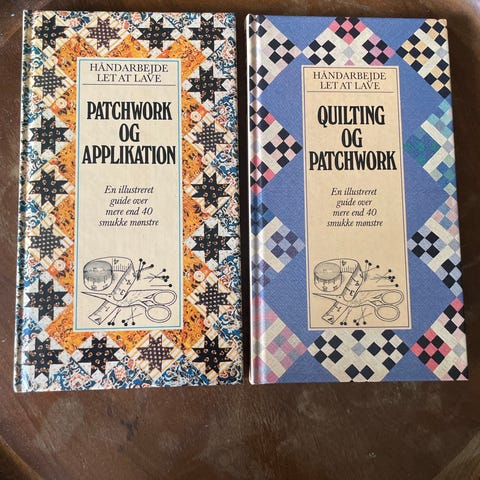 HÅNDARBEJDE
LET AT LAVE
PATCHWORK
OG
APPLIKATION
En illustreret
guide over
mere end 40
smukke mønstre
HÅNDARBEJDE
LET AT LAVE
QUILTING
OG
PATCHWORK
En illustreret
guide over
mere end 40
smukke mønstre